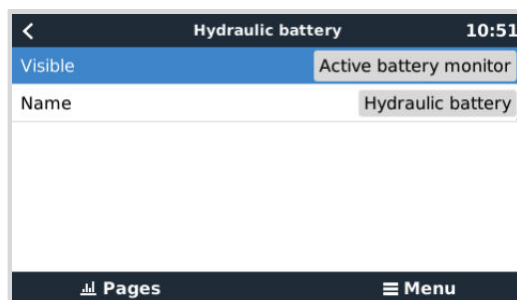 Hydraulic battery 10:51
Visible Active battery monitor
Name Hydraulic battery
Pages Menu